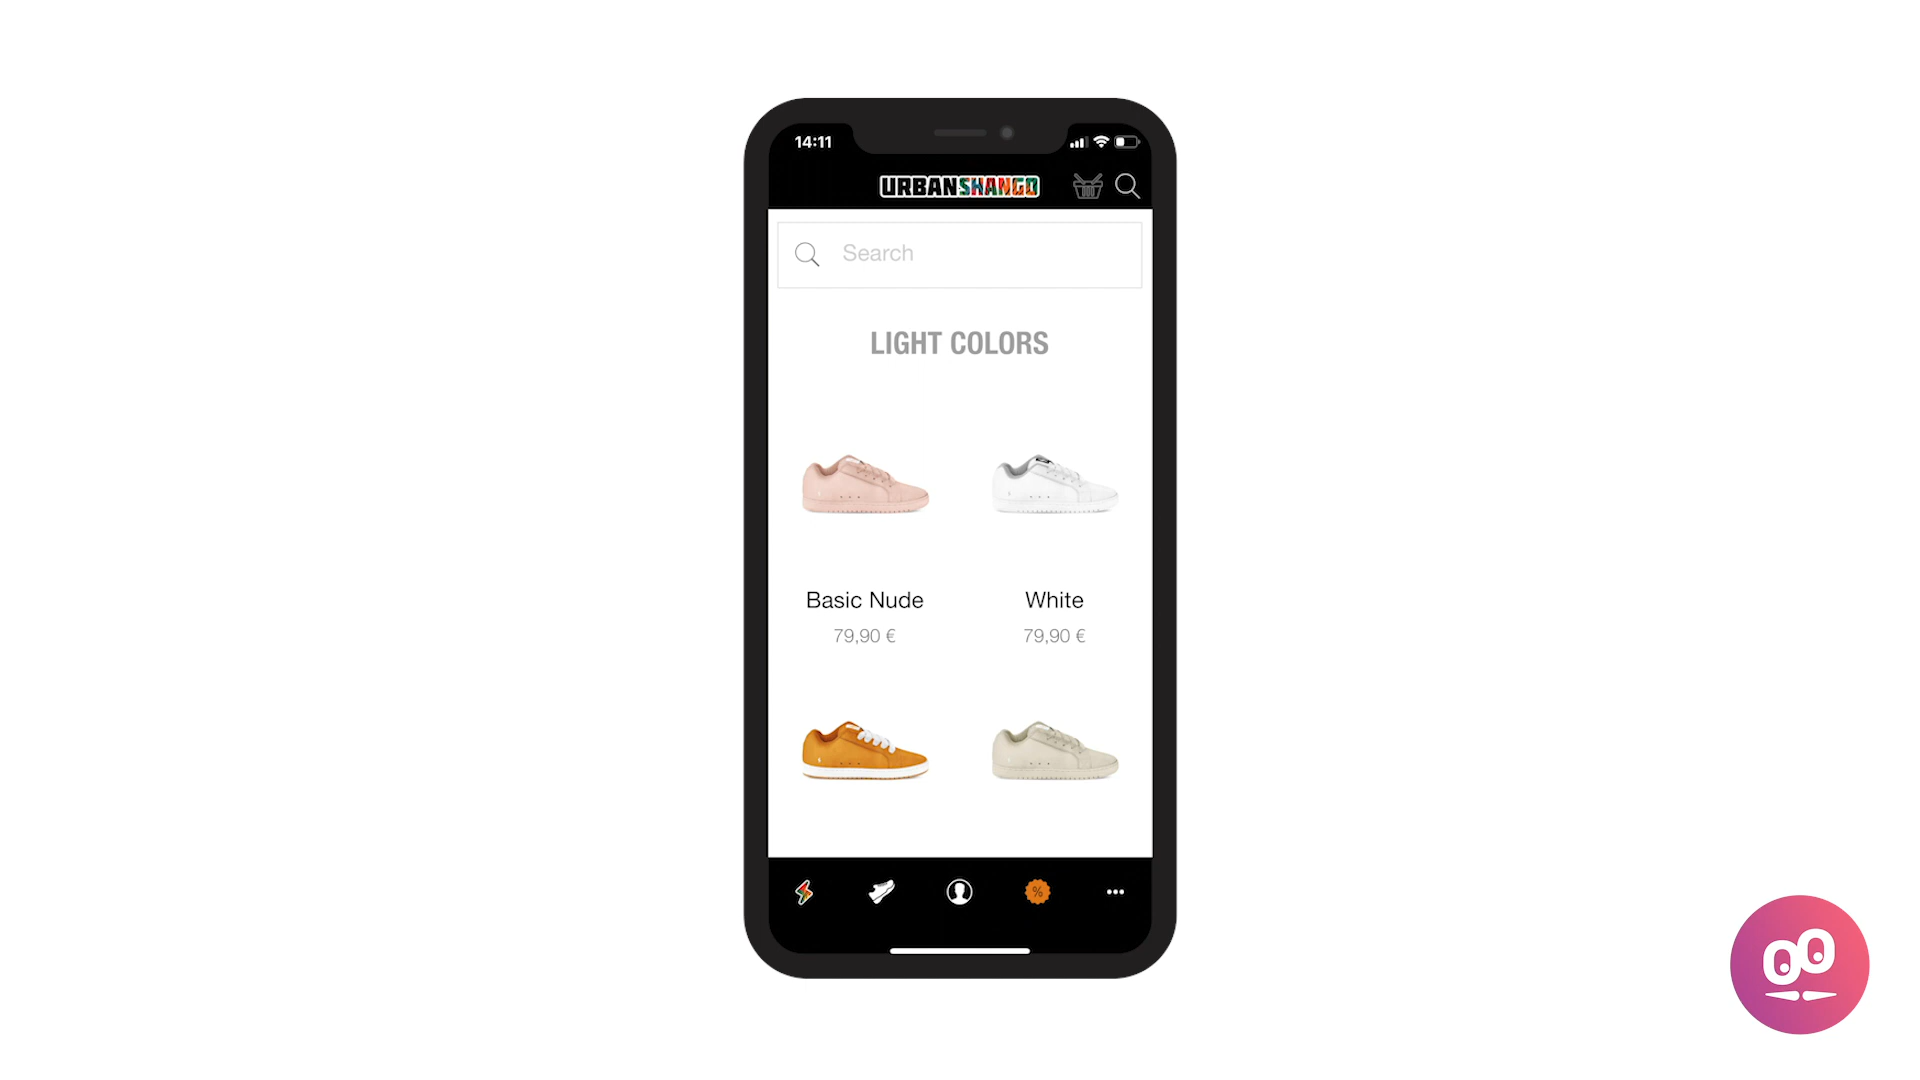 14:11
URBANSHANGO
Search
LIGHT COLORS
Basic Nude
White
79,90 €
79,90 €
%